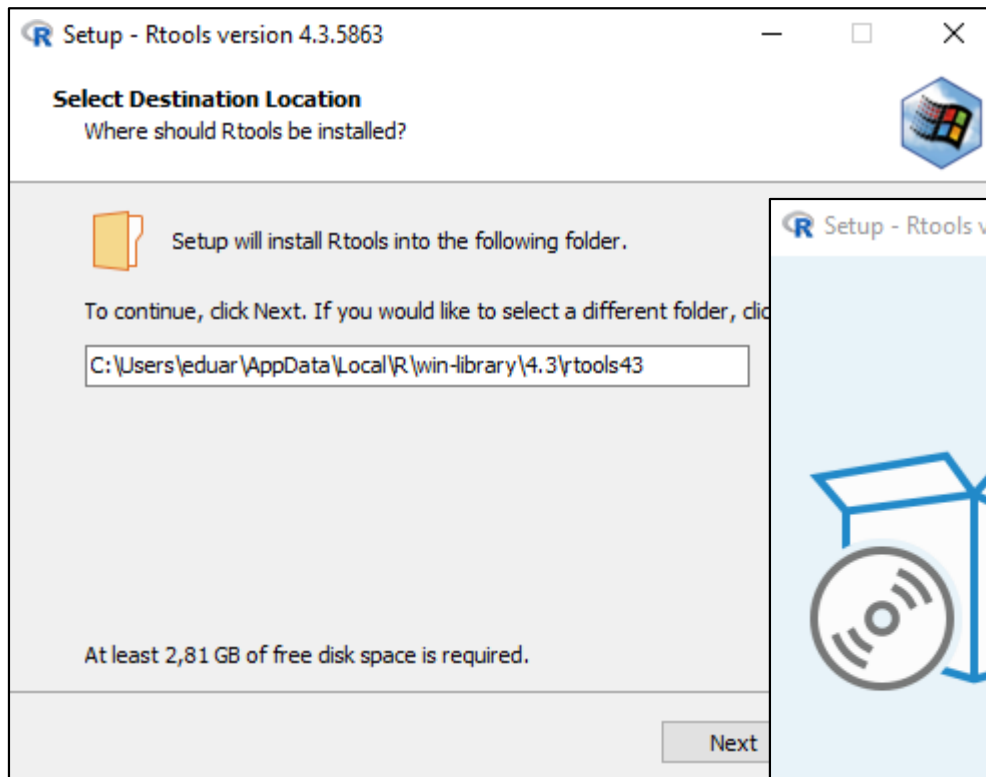 Setup - Rtools version 4.3.5863
Select Destination Location
Where should Rtools be installed?
Setup will install Rtools into the following folder.
To continue, click Next. If you would like to select a different folder, clic
C:\Users\eduar\AppData\Local\R\win-library\4.3\rtools43
At least 2,81 GB of free disk space is required.
Next
Setup - Rtools v